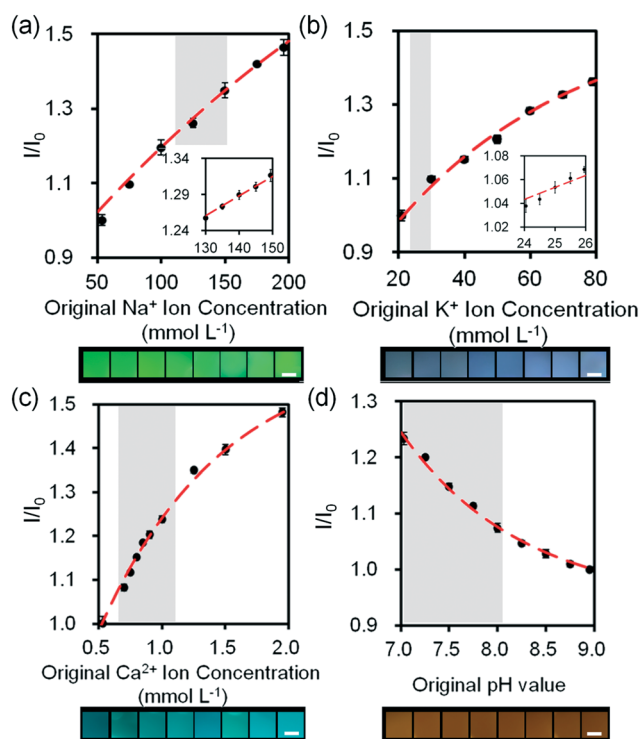 (a)
1.5
1.3
1.1
0.9
I/I₀
1.34
1.29
1.24
130 140 150
50 100 150 200
Original Na⁺ Ion Concentration
(mmol L⁻¹)
(b)
1.5
1.3
1.1
0.9
I/I₀
1.08
1.06
1.04
1.02
24 25 26
20 40 60 80
Original K⁺ Ion Concentration
(mmol L⁻¹)
(c)
1.5
1.4
1.3
1.2
1.1
1.0
I/I₀
0.5 1.0 1.5 2.0
Original Ca²⁺ Ion Concentration
(mmol L⁻¹)
(d)
1.3
1.2
1.1
1.0
0.9
I/I₀
7.0 7.5 8.0 8.5 9.0
Original pH value